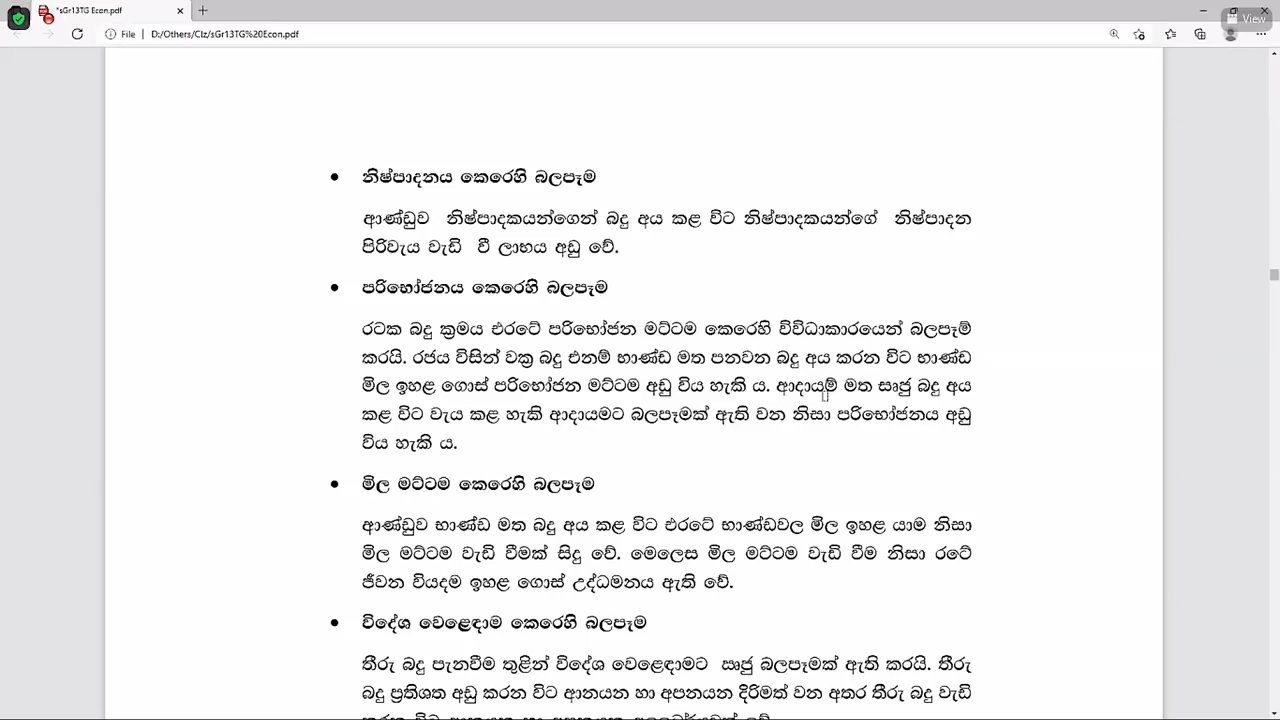 *sGr13TG Econ.pdf
View
File | D:/Others/Clz/sGr13TG%20Econ.pdf
• නිෂ්පාදනය කෙරෙහි බලපෑම
ආණ්ඩුව නිෂ්පාදකයන්ගෙන් බදු අය කළ විට නිෂ්පාදකයන්ගේ නිෂ්පාදන
පිරිවැය වැඩි වී ලාභය අඩු වේ.
• පරිභෝජනය කෙරෙහි බලපෑම
රටක බදු ක්‍රමය එරටේ පරිභෝජන මට්ටම කෙරෙහි විවිධාකාරයෙන් බලපෑම්
කරයි. රජය විසින් වක්‍ර බදු එනම් භාණ්ඩ මත පනවන බදු අය කරන විට භාණ්ඩ
මිල ඉහළ ගොස් පරිභෝජන මට්ටම අඩු විය හැකි ය. ආදායම් මත සෘජු බදු අය
කළ විට වැය කළ හැකි ආදායමට බලපෑමක් ඇති වන නිසා පරිභෝජනය අඩු
විය හැකි ය.
• මිල මට්ටම කෙරෙහි බලපෑම
ආණ්ඩුව භාණ්ඩ මත බදු අය කළ විට එරටේ භාණ්ඩවල මිල ඉහළ යාම නිසා
මිල මට්ටම වැඩි වීමක් සිදු වේ. මෙලෙස මිල මට්ටම වැඩි වීම නිසා රටේ
ජීවන වියදම ඉහළ ගොස් උද්ධමනය ඇති වේ.
• විදේශ වෙළෙඳාම කෙරෙහි බලපෑම
තීරු බදු පැනවීම තුළින් විදේශ වෙළෙඳාමට සෘජු බලපෑමක් ඇති කරයි. තීරු
බදු ප්‍රතිශත අඩු කරන විට ආනයන හා අපනයන දිරිමත් වන අතර තීරු බදු වැඩි